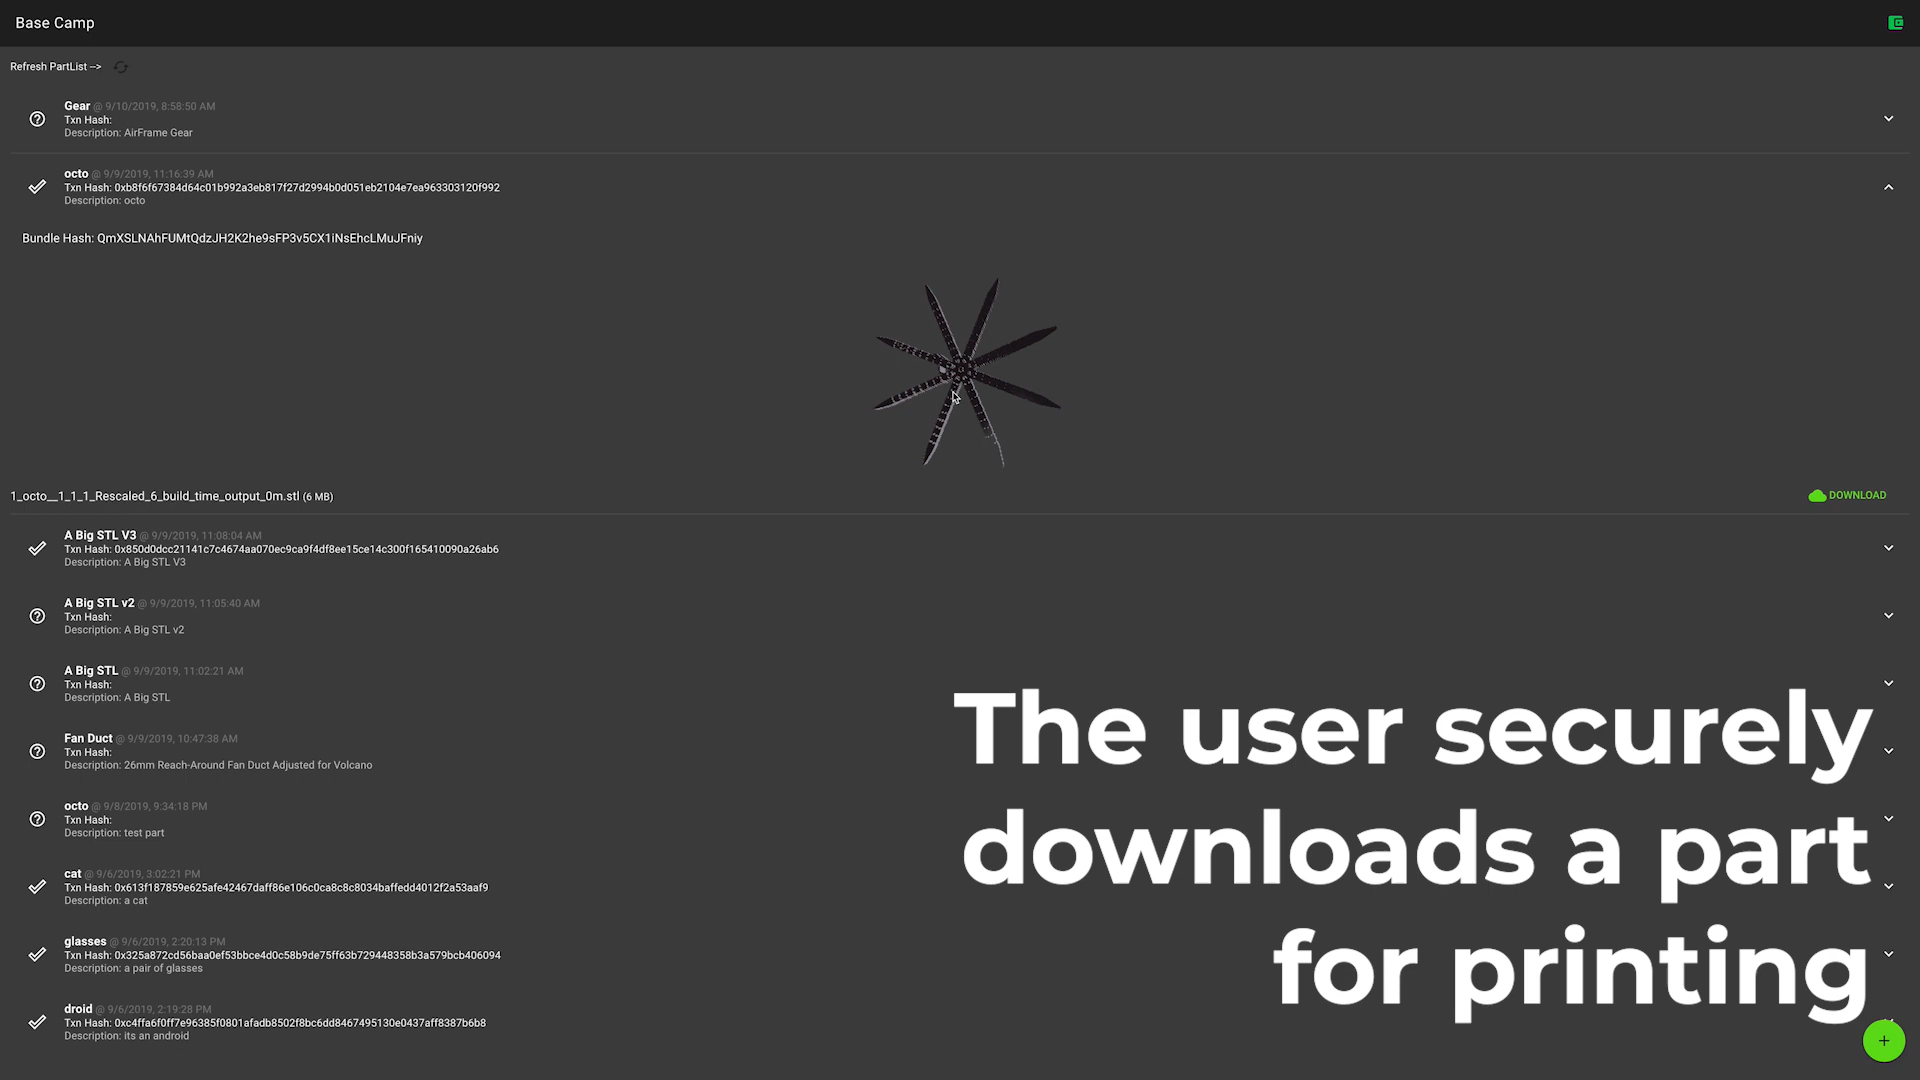 Base Camp
Refresh PartList -->
Gear @ 9/10/2019, 8:58:50 AM
Txn Hash:
Description: AirFrame Gear
octo @ 9/9/2019, 11:16:39 AM
Txn Hash: 0xb8f6f67384d64c01b992a3eb817f27d2994b0d051eb2104e7ea963303120f992
Description: octo
Bundle Hash: QmXSLNAhFUMtQdzJH2K2he9sFP3v5CX1iNsEhcLMuJFniy
1_octo__1_1_1_Rescaled_6_build_time_output_0m.stl (6 MB)
DOWNLOAD
A Big STL V3 @ 9/9/2019, 11:08:04 AM
Txn Hash: 0x850d0dcc21141c7c4674aa070ec9ca9f4df8ee15ce14c300f165410090a26ab6
Description: A Big STL V3
A Big STL v2 @ 9/9/2019, 11:05:40 AM
Txn Hash:
Description: A Big STL v2
A Big STL @ 9/9/2019, 11:02:21 AM
Txn Hash:
Description: A Big STL
Fan Duct @ 9/9/2019, 10:47:38 AM
Txn Hash:
Description: 26mm Reach-Around Fan Duct Adjusted for Volcano
octo @ 9/8/2019, 9:34:18 PM
Txn Hash:
Description: test part
cat @ 9/6/2019, 3:02:21 PM
Txn Hash: 0x613f187859e625afe42467daff86e106c0ca8c8c8034baffedd4012f2a53aaf9
Description: a cat
glasses @ 9/6/2019, 2:20:13 PM
Txn Hash: 0x325a872cd56baa0ef53bbce4d0c58b9de75ff63b729448358b3a579bcb406094
Description: a pair of glasses
droid @ 9/6/2019, 2:19:28 PM
Txn Hash: 0xc4ffa6f0ff7e96385f0801afadb8502f8bc6dd8467495130e0437aff8387b6b8
Description: its an android
The user securely
downloads a part
for printing